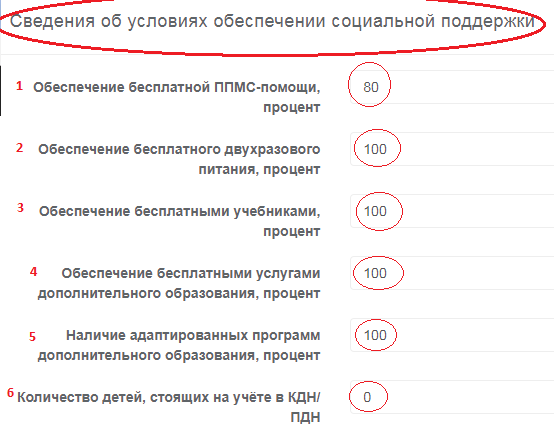 Сведения об условиях обеспечении социальной поддержки
1 Обеспечение бесплатной ППМС-помощи, 80
процент
2 Обеспечение бесплатного двухразового 100
питания, процент
3 Обеспечение бесплатными учебниками, 100
процент
4 Обеспечение бесплатными услугами 100
дополнительного образования, процент
5 Наличие адаптированных программ 100
дополнительного образования, процент
6 Количество детей, стоящих на учёте в КДН/ 0
ПДН